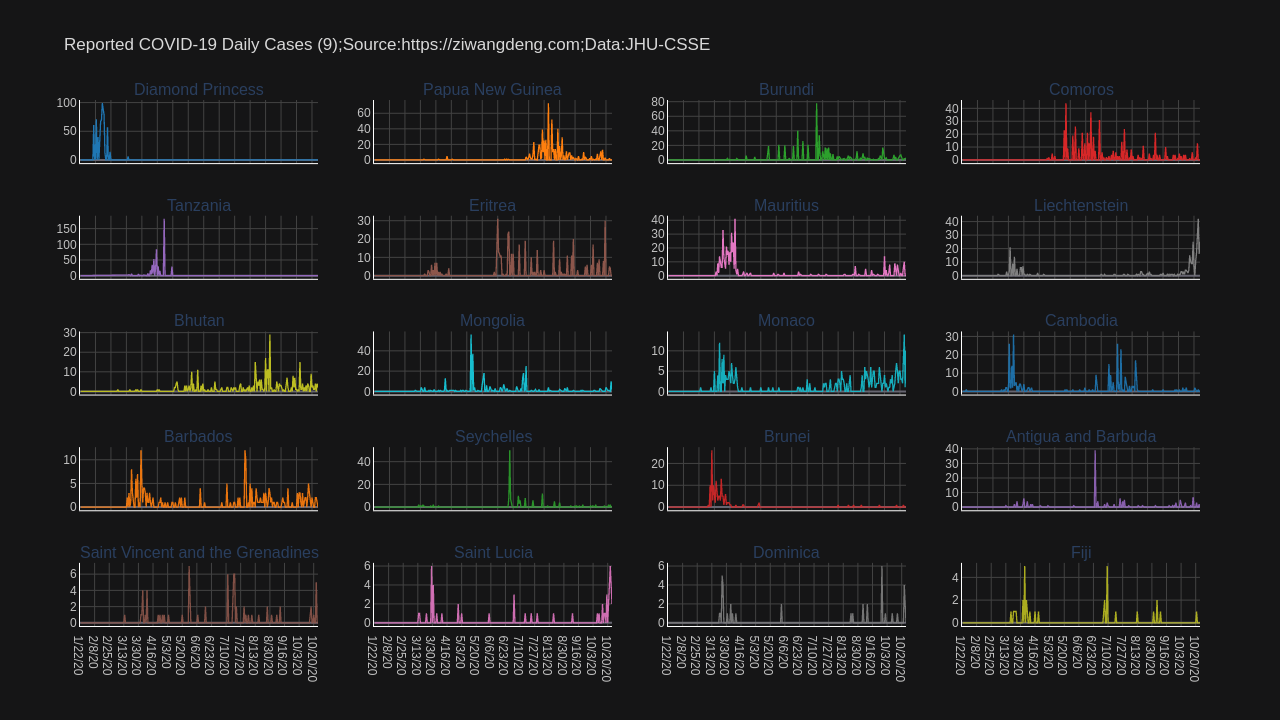 Reported COVID-19 Daily Cases (9);Source:https://ziwangdeng.com;Data:JHU-CSSE
Diamond Princess Papua New Guinea Burundi Comoros
100 50 0
60 40 20 0
80 60 40 20 0
40 30 20 10 0
Tanzania Eritrea Mauritius Liechtenstein
150 100 50 0
30 20 10 0
40 30 20 10 0
40 30 20 10 0
Bhutan Mongolia Monaco Cambodia
30 20 10 0
40 20 0
10 5 0
30 20 10 0
Barbados Seychelles Brunei Antigua and Barbuda
10 5 0
40 20 0
20 10 0
40 30 20 10 0
Saint Vincent and the Grenadines Saint Lucia Dominica Fiji
6 4 2 0
6 4 2 0
6 4 2 0
4 2 0
1/22/20 2/8/20 2/25/20 3/13/20 3/30/20 4/16/20 5/3/20 5/20/20 6/6/20 6/23/20 7/10/20 7/27/20 8/13/20 8/30/20 9/16/20 10/3/20 10/20/20
1/22/20 2/8/20 2/25/20 3/13/20 3/30/20 4/16/20 5/3/20 5/20/20 6/6/20 6/23/20 7/10/20 7/27/20 8/13/20 8/30/20 9/16/20 10/3/20 10/20/20
1/22/20 2/8/20 2/25/20 3/13/20 3/30/20 4/16/20 5/3/20 5/20/20 6/6/20 6/23/20 7/10/20 7/27/20 8/13/20 8/30/20 9/16/20 10/3/20 10/20/20
1/22/20 2/8/20 2/25/20 3/13/20 3/30/20 4/16/20 5/3/20 5/20/20 6/6/20 6/23/20 7/10/20 7/27/20 8/13/20 8/30/20 9/16/20 10/3/20 10/20/20